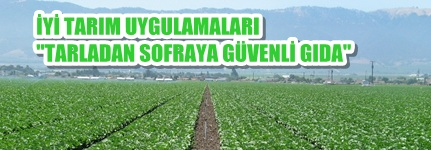 İYİ TARIM UYGULAMALARI
"TARLADAN SOFRAYA GÜVENLİ GIDA"